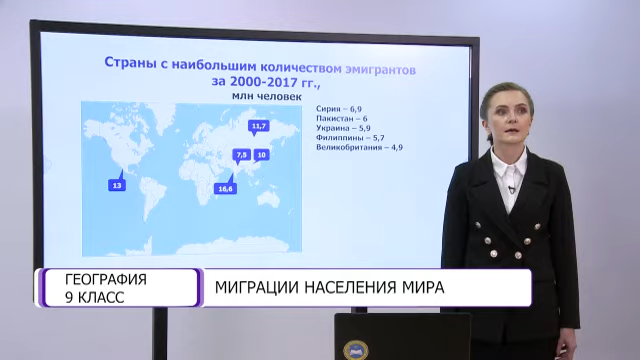 Страны с наибольшим количеством эмигрантов
за 2000-2017 гг.,
млн человек
Сирия – 6,9
Пакистан – 6
Украина – 5,9
Филиппины – 5,7
Великобритания – 4,9
11,7
7,5
10
13
16,6
ГЕОГРАФИЯ
9 КЛАСС
МИГРАЦИИ НАСЕЛЕНИЯ МИРА